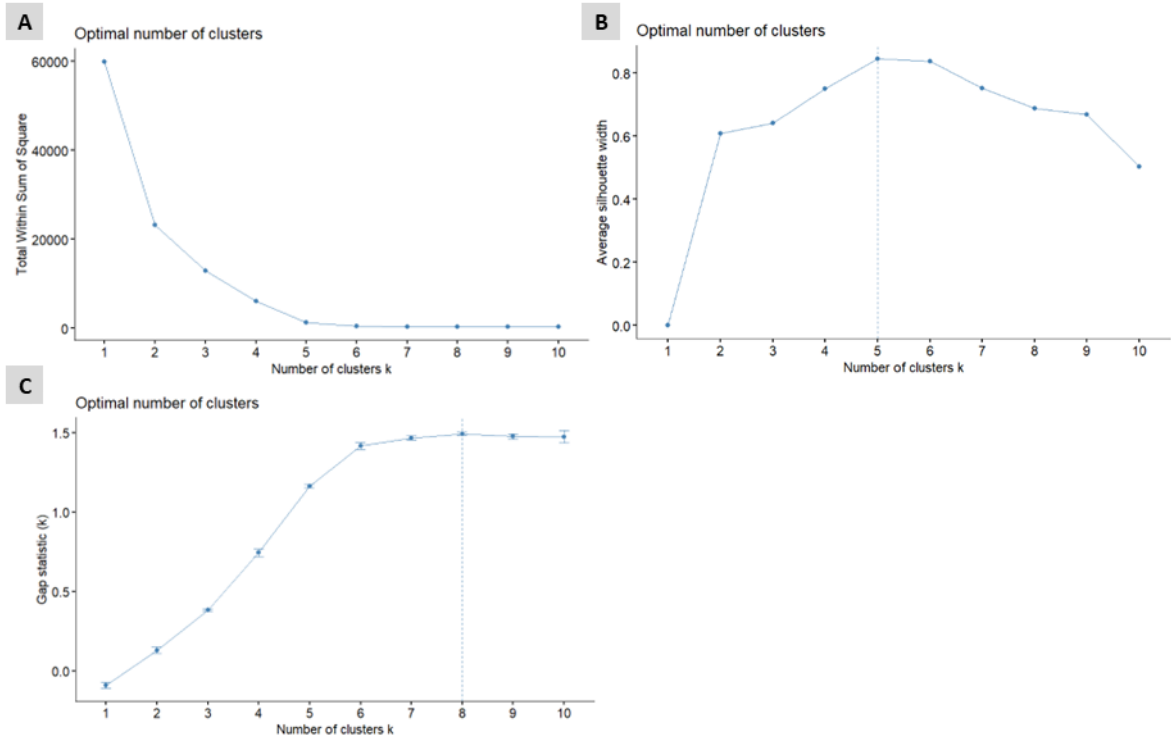 A
Optimal number of clusters
Total Within Sum of Square
60000
40000
20000
0
1 2 3 4 5 6 7 8 9 10
Number of clusters k
B
Optimal number of clusters
Average silhouette width
0.8
0.6
0.4
0.2
0.0
1 2 3 4 5 6 7 8 9 10
Number of clusters k
C
Optimal number of clusters
Gap statistic (k)
1.5
1.0
0.5
0.0
1 2 3 4 5 6 7 8 9 10
Number of clusters k